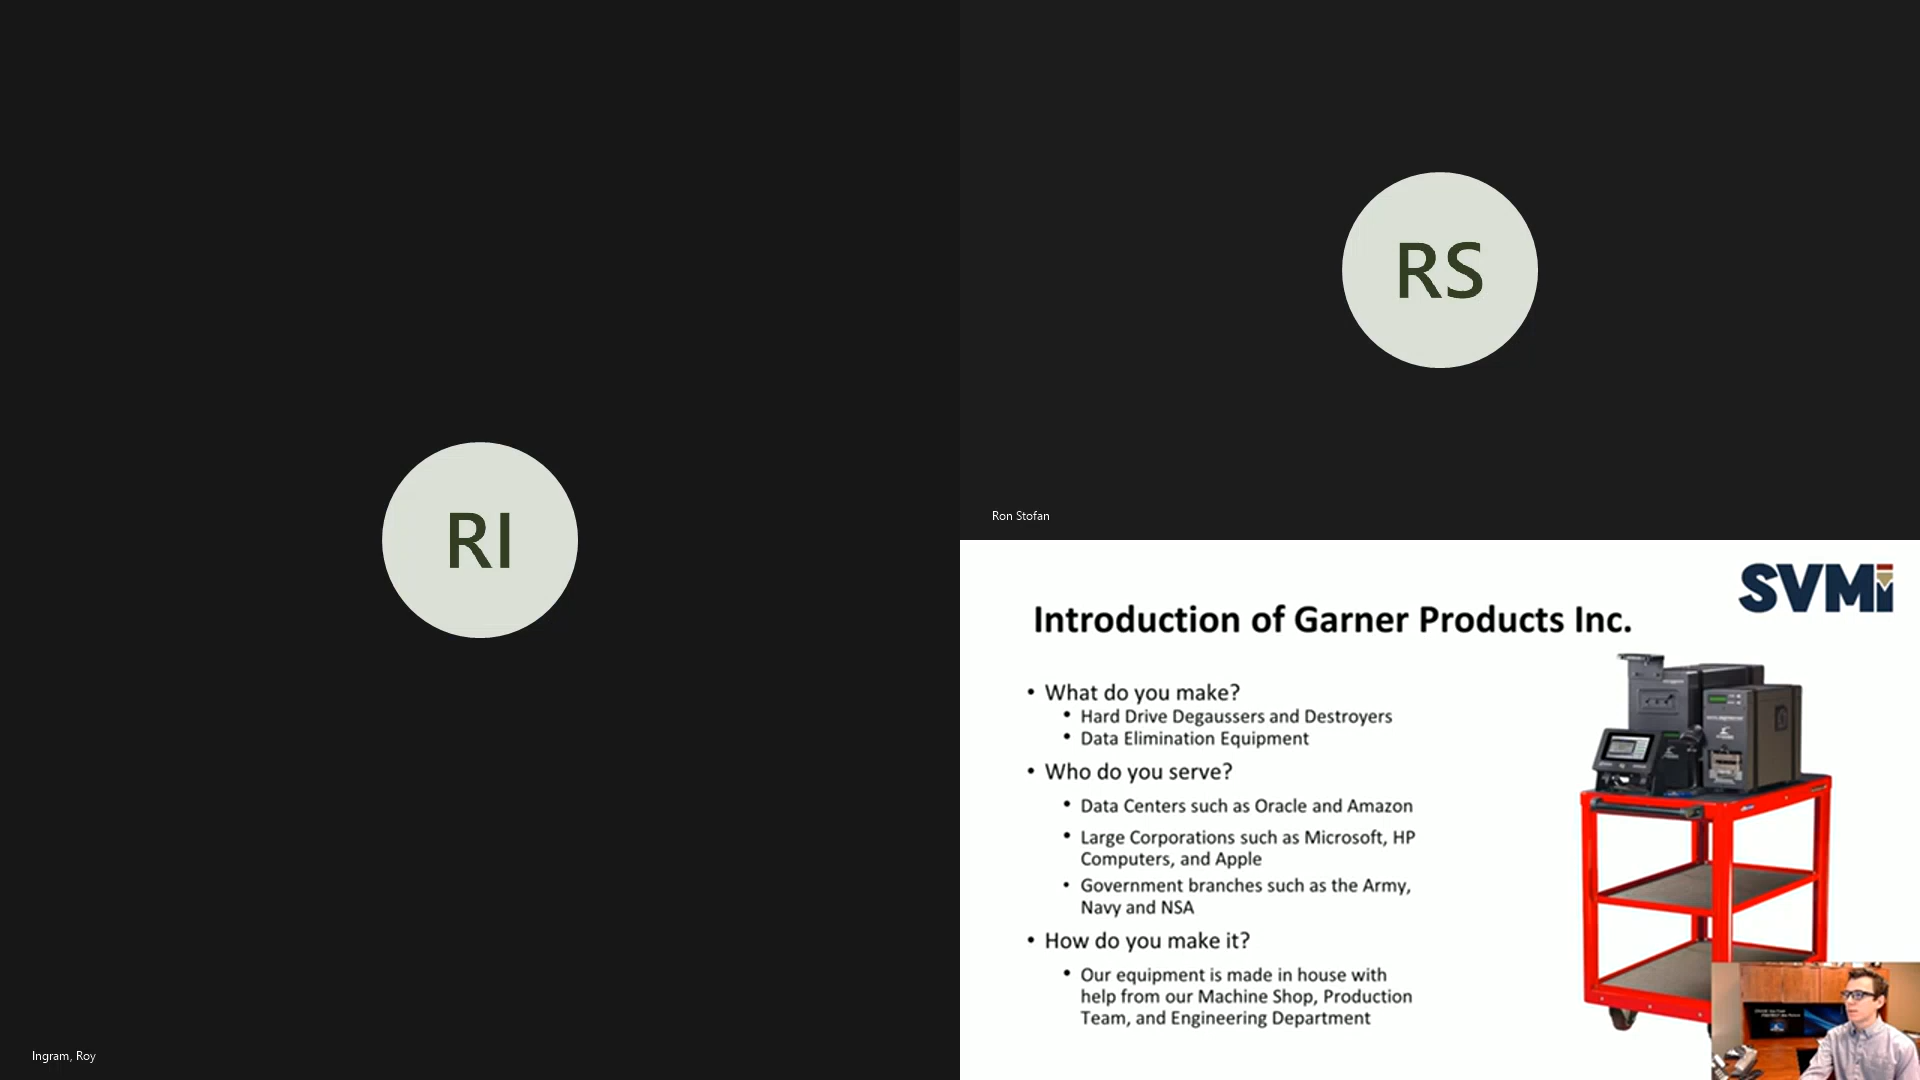 RI
Ingram, Roy
RS
Ron Stofan
SVMi
Introduction of Garner Products Inc.
• What do you make?
• Hard Drive Degaussers and Destroyers
• Data Elimination Equipment
• Who do you serve?
• Data Centers such as Oracle and Amazon
• Large Corporations such as Microsoft, HP
Computers, and Apple
• Government branches such as the Army,
Navy and NSA
• How do you make it?
• Our equipment is made in house with
help from our Machine Shop, Production
Team, and Engineering Department